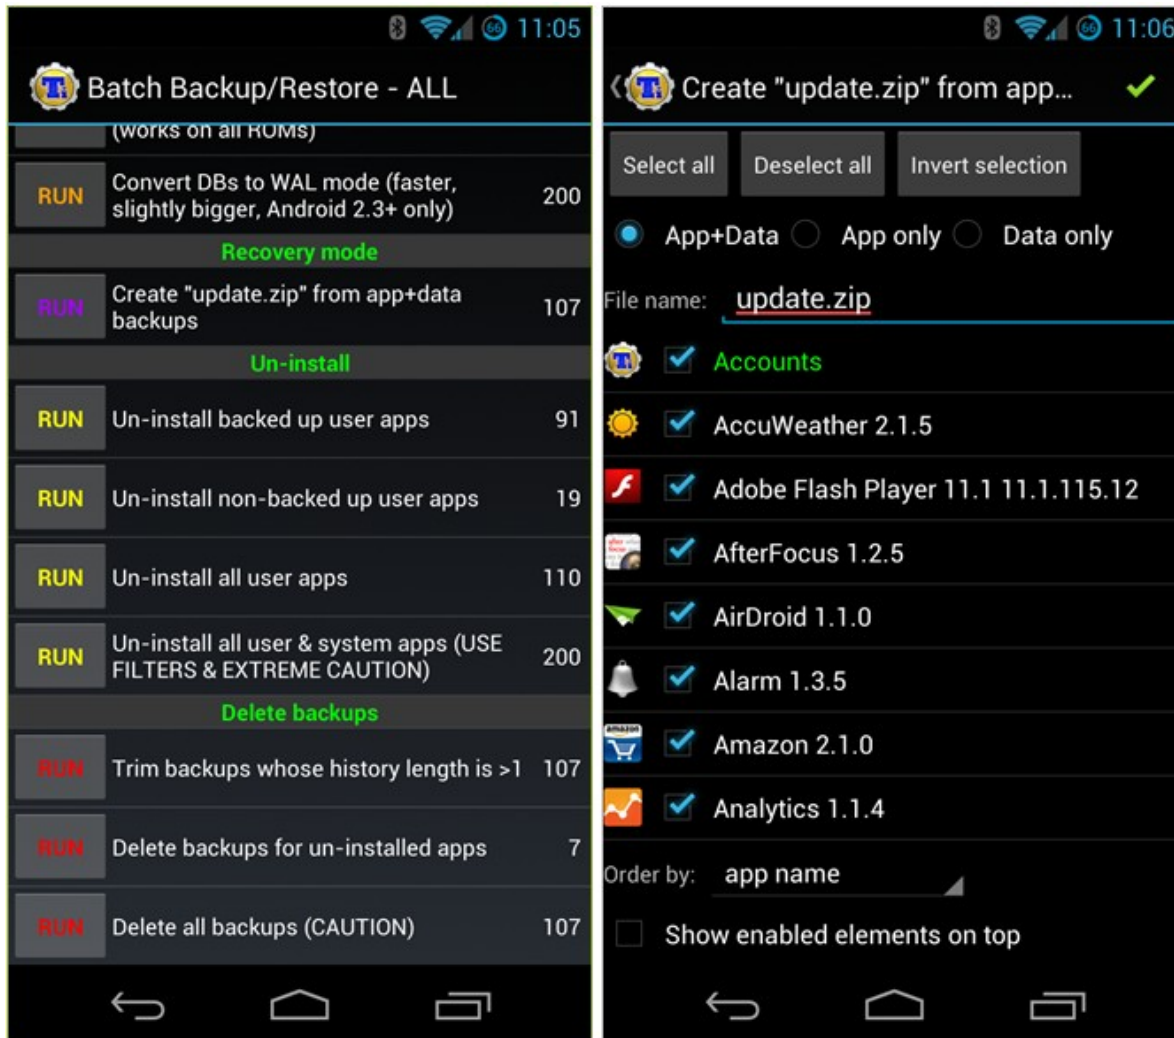 66 11:05
Batch Backup/Restore - ALL
(works on all ROMs)
RUN Convert DBs to WAL mode (faster,
slightly bigger, Android 2.3+ only) 200
Recovery mode
RUN Create "update.zip" from app+data
backups 107
Un-install
RUN Un-install backed up user apps 91
RUN Un-install non-backed up user apps 19
RUN Un-install all user apps 110
RUN Un-install all user & system apps (USE
FILTERS & EXTREME CAUTION) 200
Delete backups
RUN Trim backups whose history length is >1 107
RUN Delete backups for un-installed apps 7
RUN Delete all backups (CAUTION) 107
66 11:06
Create "update.zip" from app...
Select all Deselect all Invert selection
App+Data App only Data only
File name: update.zip
Accounts
AccuWeather 2.1.5
Adobe Flash Player 11.1 11.1.115.12
AfterFocus 1.2.5
AirDroid 1.1.0
Alarm 1.3.5
amazon
Amazon 2.1.0
Analytics 1.1.4
Order by: app name
Show enabled elements on top